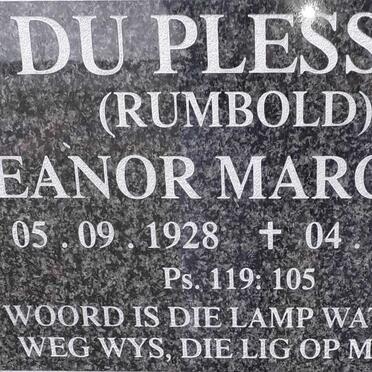 DU PLESS
(RUMBOLD)
EANOR MARG
05 . 09 . 1928 ✝ 04 .
Ps. 119: 105
WOORD IS DIE LAMP WA
WEG WYS, DIE LIG OP M